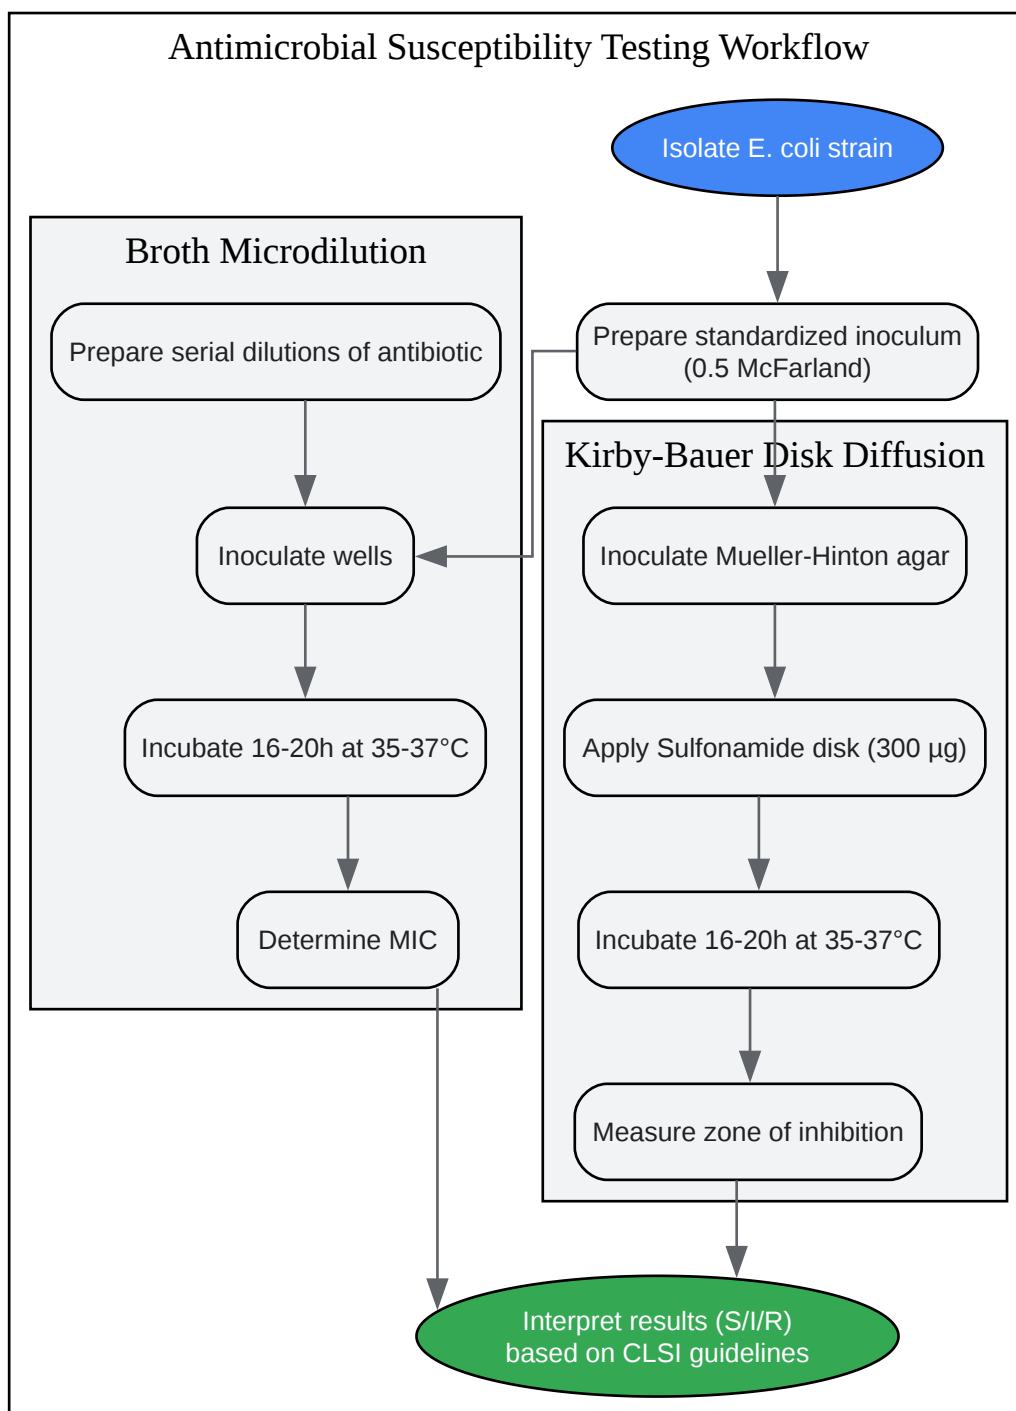 Antimicrobial Susceptibility Testing Workflow
Isolate E. coli strain
Prepare standardized inoculum
(0.5 McFarland)
Broth Microdilution
Prepare serial dilutions of antibiotic
Inoculate wells
Incubate 16-20h at 35-37°C
Determine MIC
Kirby-Bauer Disk Diffusion
Inoculate Mueller-Hinton agar
Apply Sulfonamide disk (300 µg)
Incubate 16-20h at 35-37°C
Measure zone of inhibition
Interpret results (S/I/R)
based on CLSI guidelines